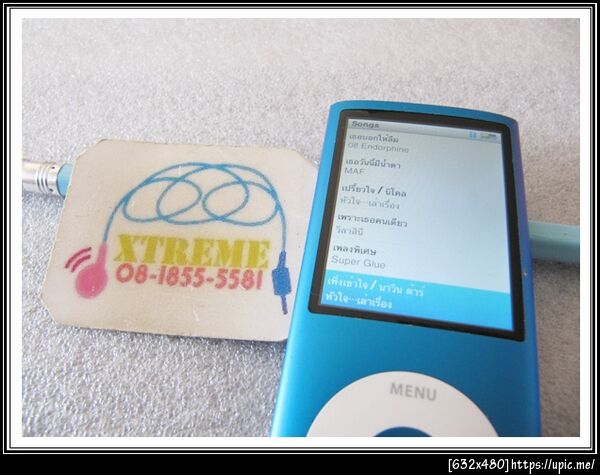 XTREME
08-1855-5581
Songs
เธอบอกให้ลืม
08 Endorphine
เธอวันนี้มีน้ำตา
MAF
เปรี้ยวใจ / นิโคล
หัวใจ...เล่าเรื่อง
เพราะเธอคนเดียว
วิลาสินี
เพลงพิเศษ
Super Glue
เพิ่งเข้าใจ / นาวิน ต้าร์
หัวใจ...เล่าเรื่อง
MENU
[632x480]https://upic.me/